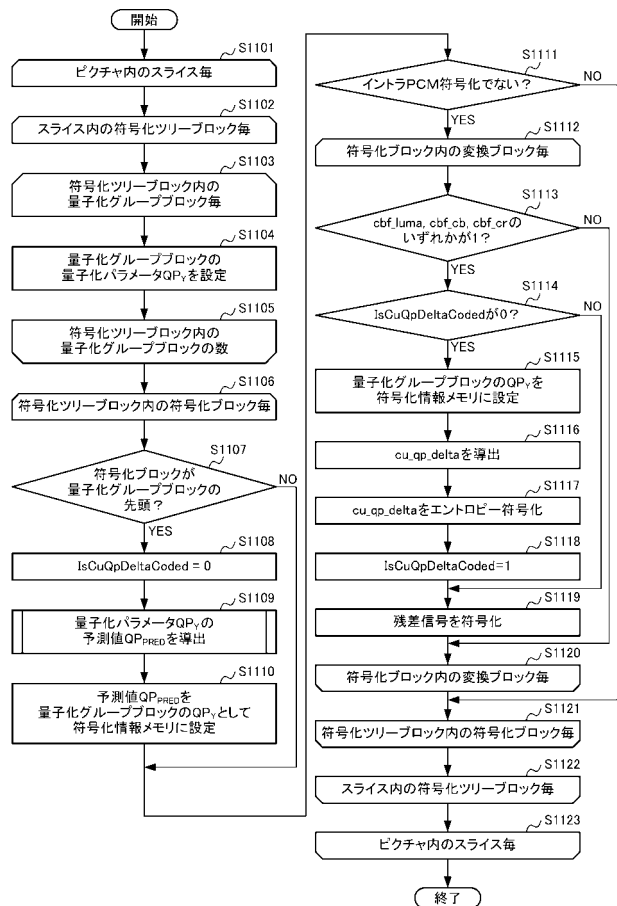 開始
S1101
ピクチャ内のスライス毎
S1102
スライス内の符号化ツリーブロック毎
S1103
符号化ツリーブロック内の
量子化グループブロック毎
S1104
量子化グループブロックの
量子化パラメータQPYを設定
S1105
符号化ツリーブロック内の
量子化グループブロックの数
S1106
符号化ツリーブロック内の符号化ブロック毎
S1107
符号化ブロックが
量子化グループブロックの
先頭?
NO
YES
S1108
IsCuQpDeltaCoded = 0
S1109
量子化パラメータQPYの
予測値QPPREDを導出
S1110
予測値QPPREDを
量子化グループブロックのQPYとして
符号化情報メモリに設定
S1111
イントラPCM符号化でない?
NO
YES
S1112
符号化ブロック内の変換ブロック毎
S1113
cbf_luma, cbf_cb, cbf_crの
いずれかが1?
NO
YES
S1114
IsCuQpDeltaCodedが0?
NO
YES
S1115
量子化グループブロックのQPYを
符号化情報メモリに設定
S1116
cu_qp_deltaを導出
S1117
cu_qp_deltaをエントロピー符号化
S1118
IsCuQpDeltaCoded=1
S1119
残差信号を符号化
S1120
符号化ブロック内の変換ブロック毎
S1121
符号化ツリーブロック内の符号化ブロック毎
S1122
スライス内の符号化ツリーブロック毎
S1123
ピクチャ内のスライス毎
終了